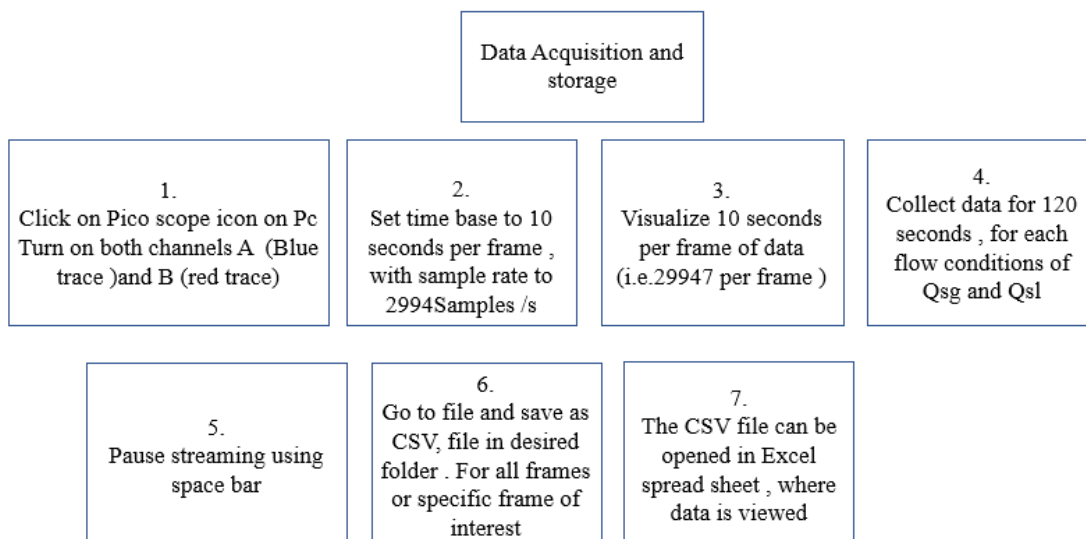 Data Acquisition and
storage
1.
Click on Pico scope icon on Pc
Turn on both channels A (Blue
trace )and B (red trace)
2.
Set time base to 10
seconds per frame ,
with sample rate to
2994Samples /s
3.
Visualize 10 seconds
per frame of data
(i.e.29947 per frame )
4.
Collect data for 120
seconds , for each
flow conditions of
Qsg and Qsl
5.
Pause streaming using
space bar
6.
Go to file and save as
CSV, file in desired
folder . For all frames
or specific frame of
interest
7.
The CSV file can be
opened in Excel
spread sheet , where
data is viewed